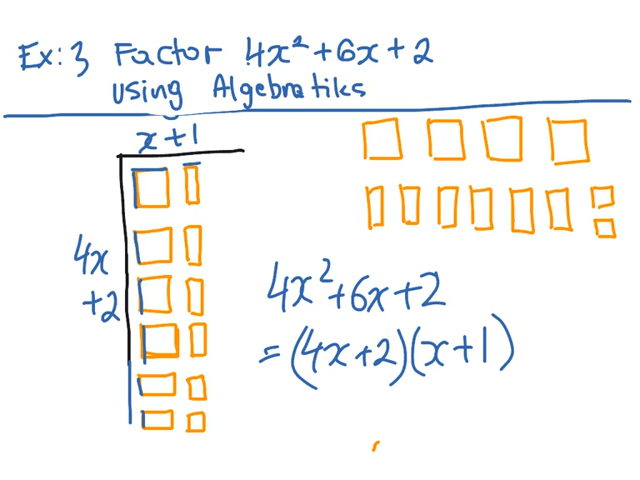 Ex: 3 Factor 4x² + 6x + 2
using Algebratiks
x + 1
4x
+2
4x² + 6x + 2
= (4x + 2)(x + 1)